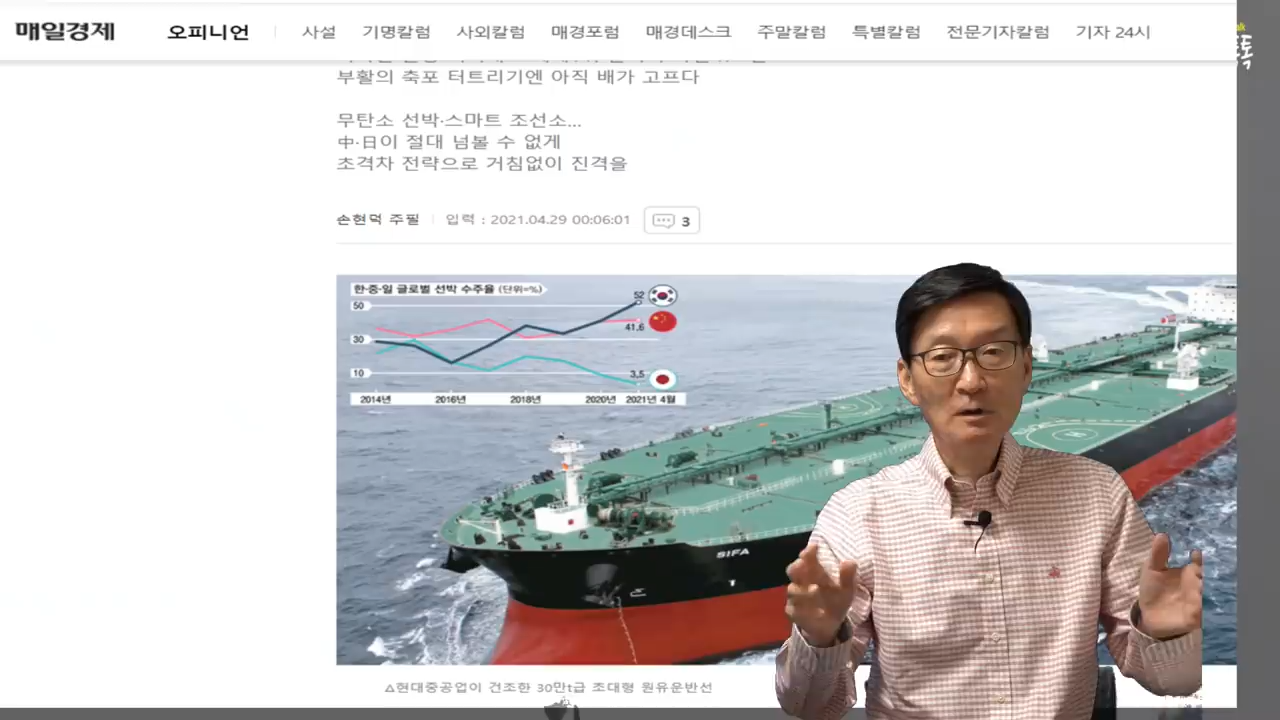 매일경제
오피니언
사설 기명칼럼 사외칼럼 매경포럼 매경데스크 주말칼럼 특별칼럼 전문기자칼럼 기자 24시
톡
부활의 축포 터트리기엔 아직 배가 고프다
무탄소 선박·스마트 조선소...
中·日이 절대 넘볼 수 없게
초격차 전략으로 거침없이 진격을
손현덕 주필 입력 : 2021.04.29 00:06:01 3
한·중·일 글로벌 선박 수주율 (단위=%)
52
50
41.6
30
3.5
10
2014년 2016년 2018년 2020년 2021년 4월
SIFA
H
△현대중공업이 건조한 30만t급 초대형 원유운반선